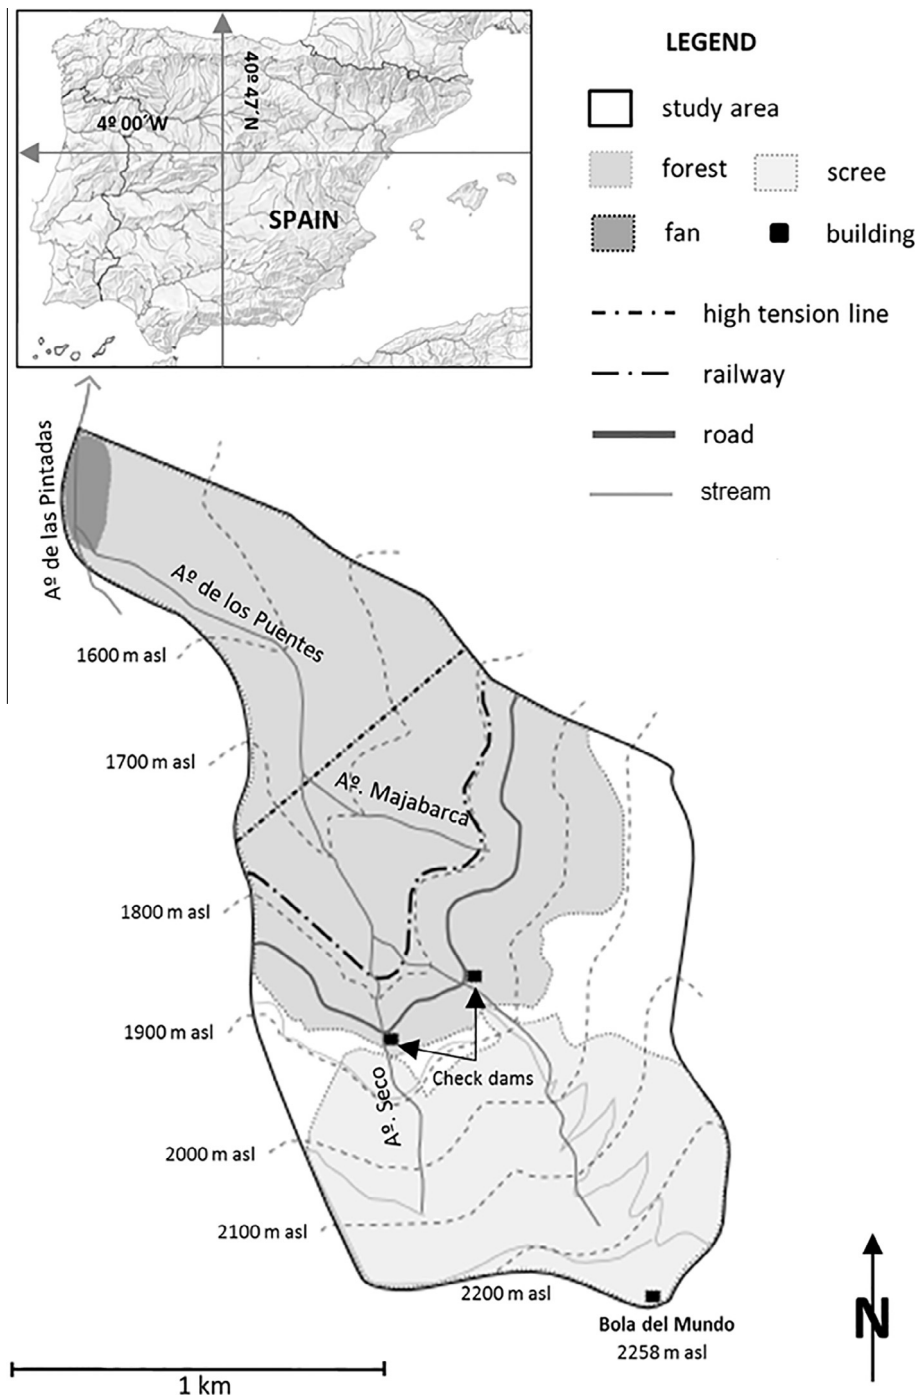 40º 47´N
4º 00´W
SPAIN
LEGEND
study area
forest
scree
fan
building
high tension line
railway
road
stream
Aº de las Pintadas
Aº de los Puentes
1600 m asl
1700 m asl
Aº. Majabarca
1800 m asl
1900 m asl
Check dams
Aº. Seco
2000 m asl
2100 m asl
2200 m asl
Bola del Mundo
2258 m asl
N
1 km